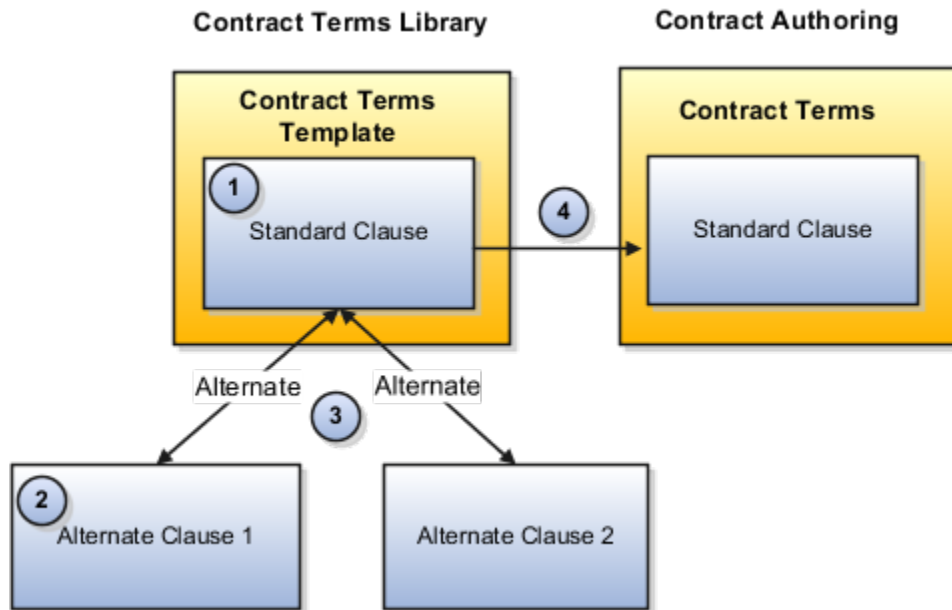 Contract Terms Library
Contract Authoring
Contract Terms
Template
Contract Terms
1
Standard Clause
4
Standard Clause
Alternate
Alternate
3
2
Alternate Clause 1
Alternate Clause 2